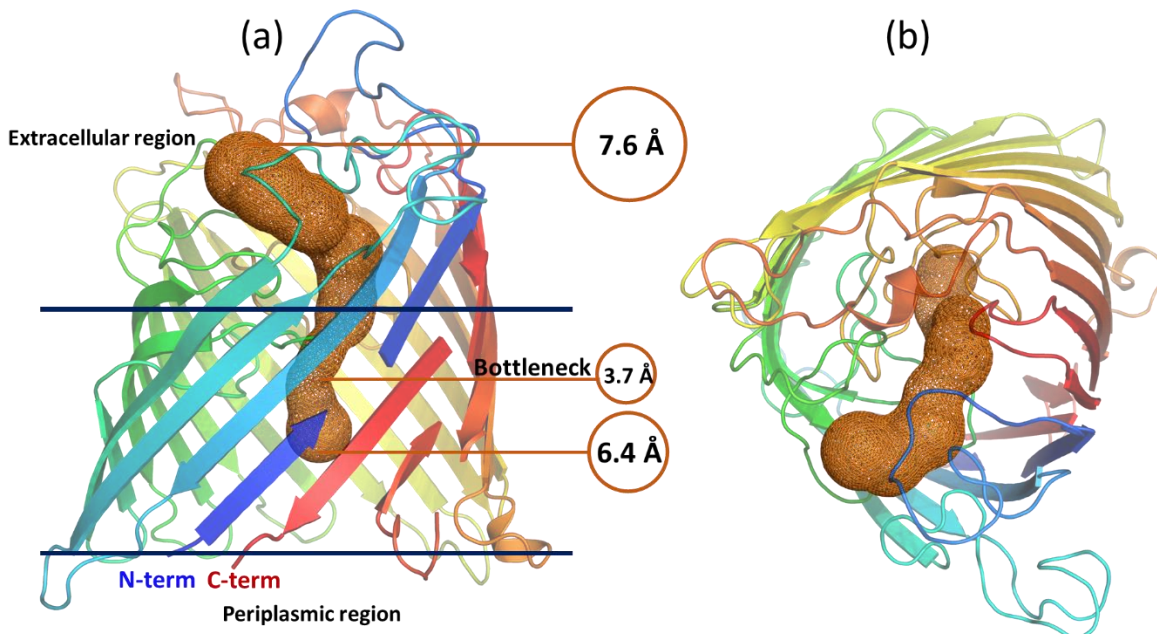 (a)
(b)
Extracellular region
7.6 Å
Bottleneck
3.7 Å
6.4 Å
N-term C-term
Periplasmic region